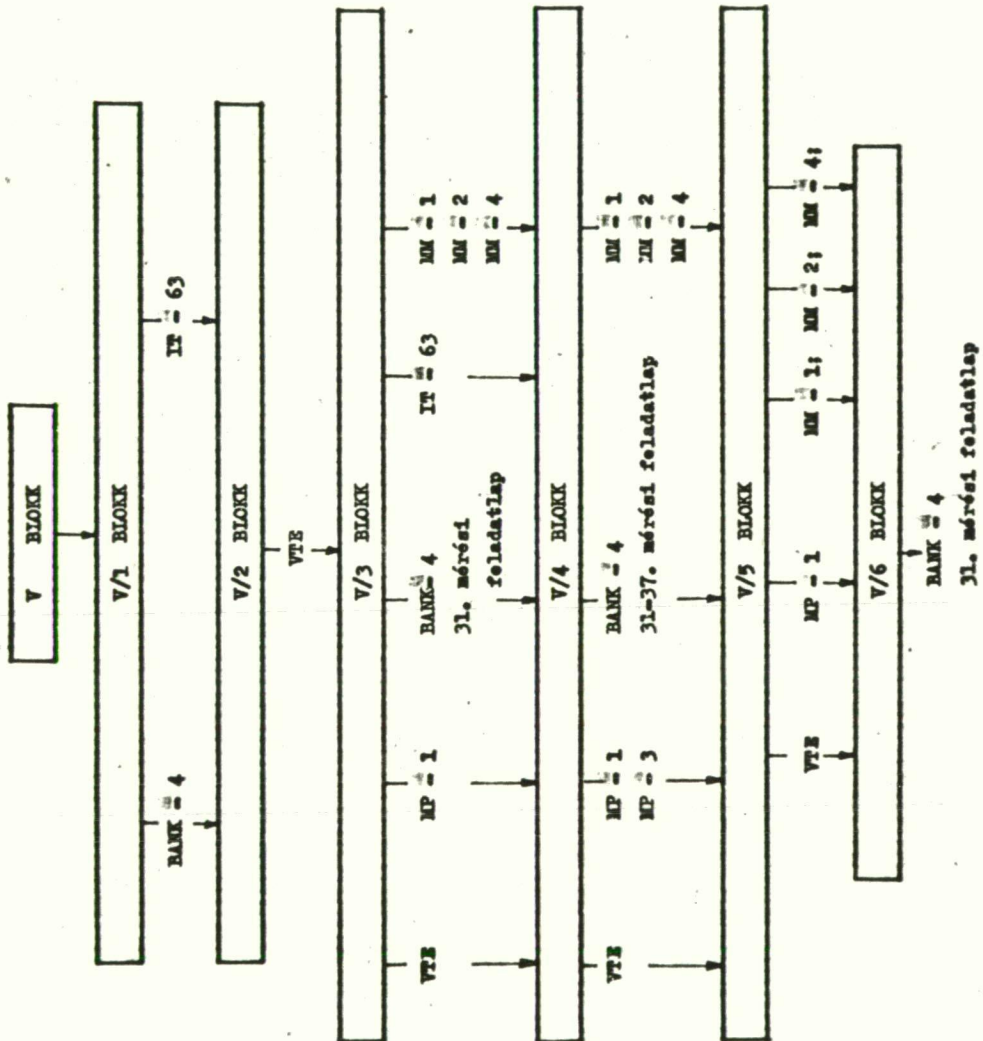 V BLOKK
V/1 BLOKK
BANK = 4
IT = 63
V/2 BLOKK
VTE
V/3 BLOKK
VTE
MP = 1
BANK = 4
31. mérési
feladatlap
IT = 63
MM = 1
MM = 2
MM = 4
V/4 BLOKK
VTE
MP = 1
MP = 3
BANK = 4
31-37. mérési feladatlap
MM = 1
MM = 2
MM = 4
V/5 BLOKK
VTE
MP = 1
MM = 1;
MM = 2;
MM = 4;
V/6 BLOKK
BANK = 4
31. mérési feladatlap